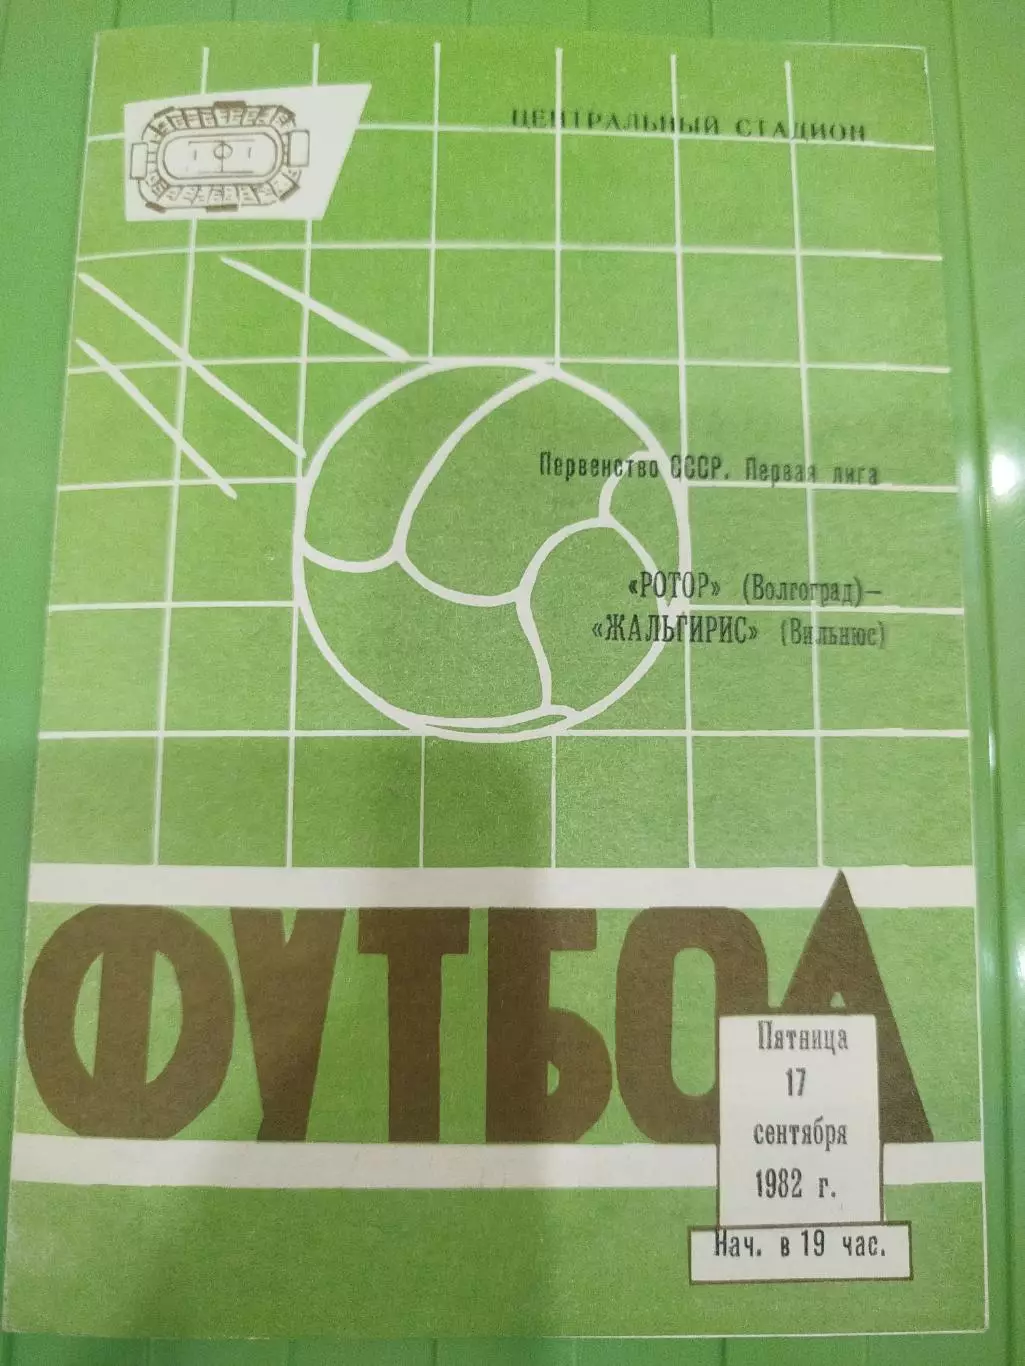 ЦЕНТРАЛЬНЫЙ СТАДИОН
Первенство СССР. Первая лига
«РОТОР» (Волгоград)—
«ЖАЛЬГИРИС» (Вильнюс)
ФУТБОЛ
Пятница
17
сентября
1982 г.
Нач. в 19 час.